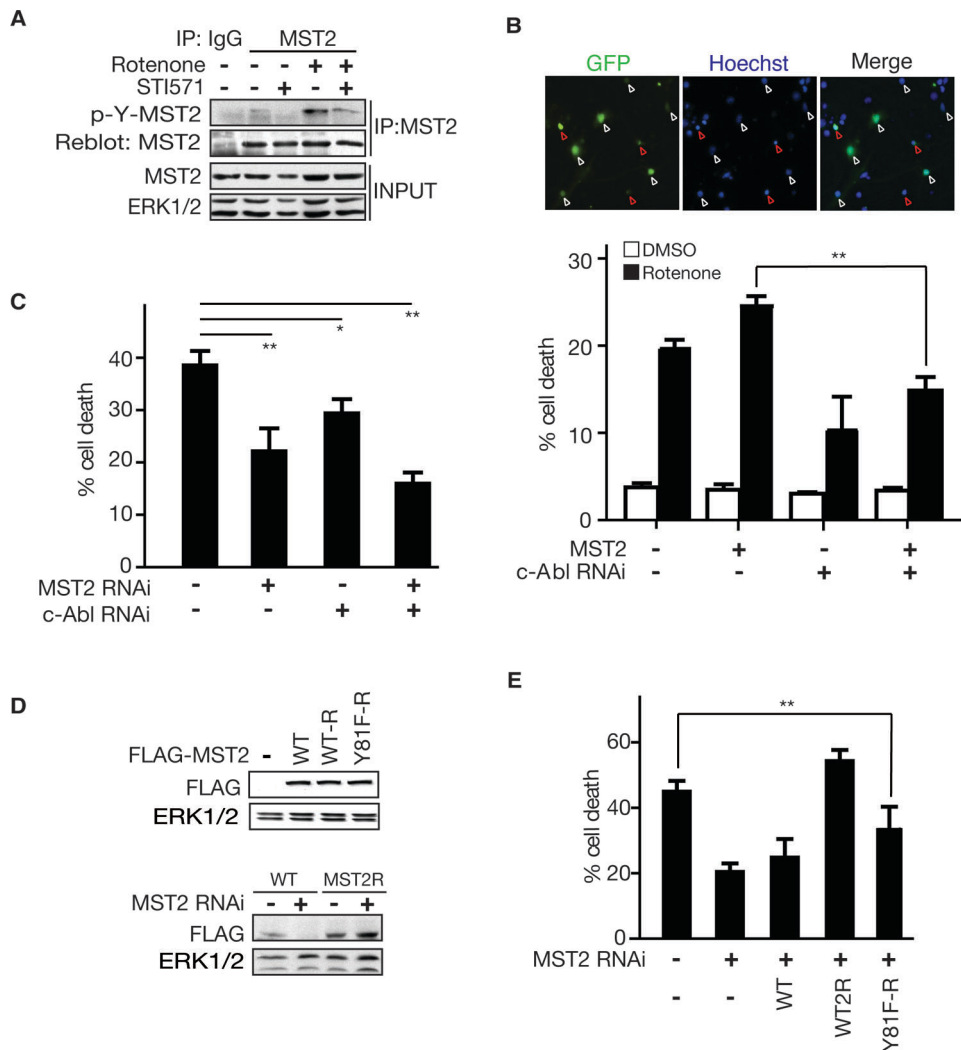 A
IP: IgG MST2
Rotenone - - - + +
STI571 - - + - +
p-Y-MST2
Reblot: MST2
IP:MST2
MST2
ERK1/2
INPUT
B
GFP Hoechst Merge
DMSO
Rotenone
**
30
20
10
0
% cell death
MST2 - + - +
c-Abl RNAi - - + +
C
**
*
**
40
30
20
10
0
% cell death
MST2 RNAi - + - +
c-Abl RNAi - - + +
D
FLAG-MST2 - WT WT-R Y81F-R
FLAG
ERK1/2
WT MST2R
MST2 RNAi - + - +
FLAG
ERK1/2
E
**
60
40
20
0
% cell death
MST2 RNAi - + + + +
- - WT WT2R Y81F-R